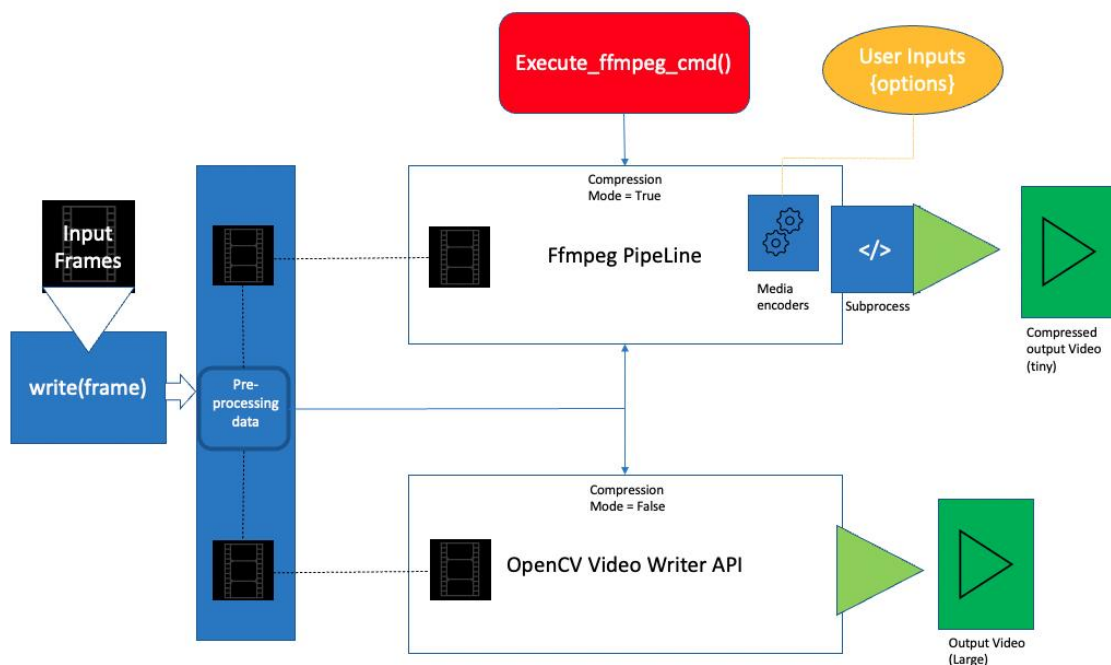 Execute_ffmpeg_cmd()
User Inputs
{options}
Input
Frames
write(frame)
Pre-
processing
data
Compression
Mode = True
Ffmpeg PipeLine
Media
encoders
</>
Subprocess
Compressed
output Video
(tiny)
Compression
Mode = False
OpenCV Video Writer API
Output Video
(Large)